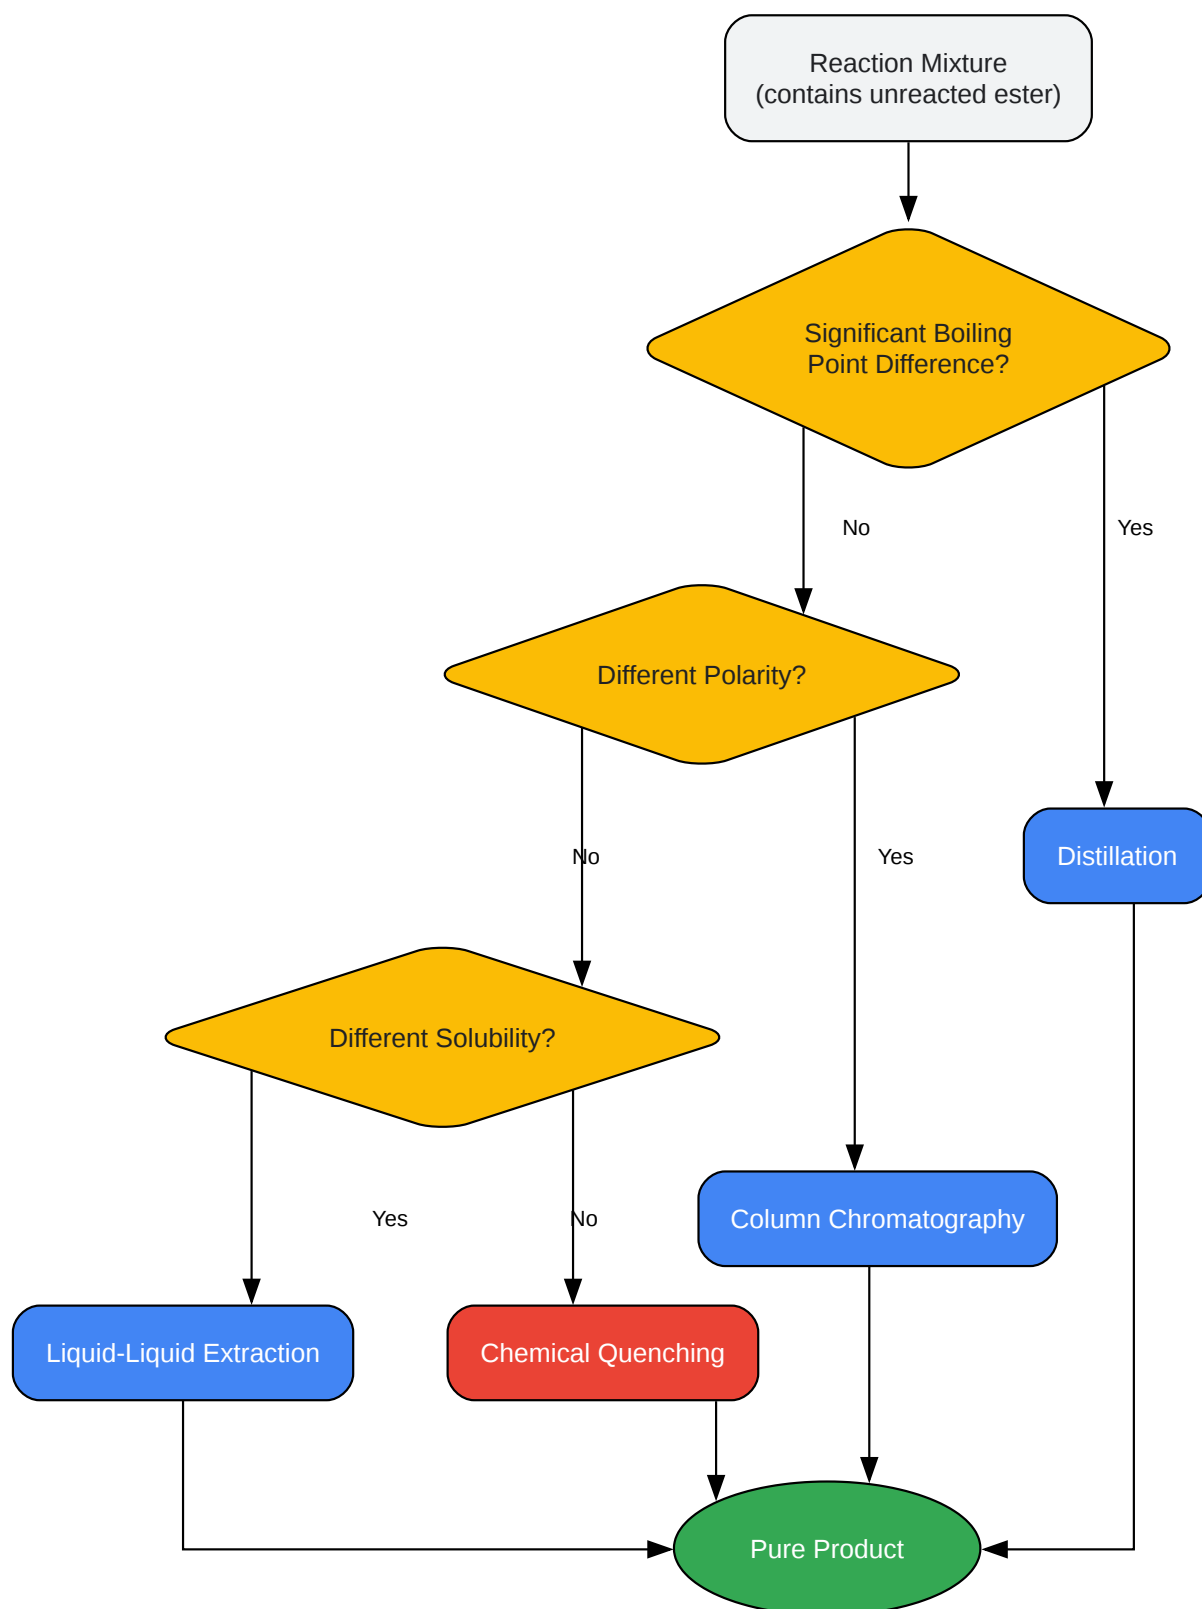 Reaction Mixture
(contains unreacted ester)
Significant Boiling
Point Difference?
No
Yes
Different Polarity?
No
Yes
Distillation
Different Solubility?
Yes
No
Column Chromatography
Liquid-Liquid Extraction
Chemical Quenching
Pure Product